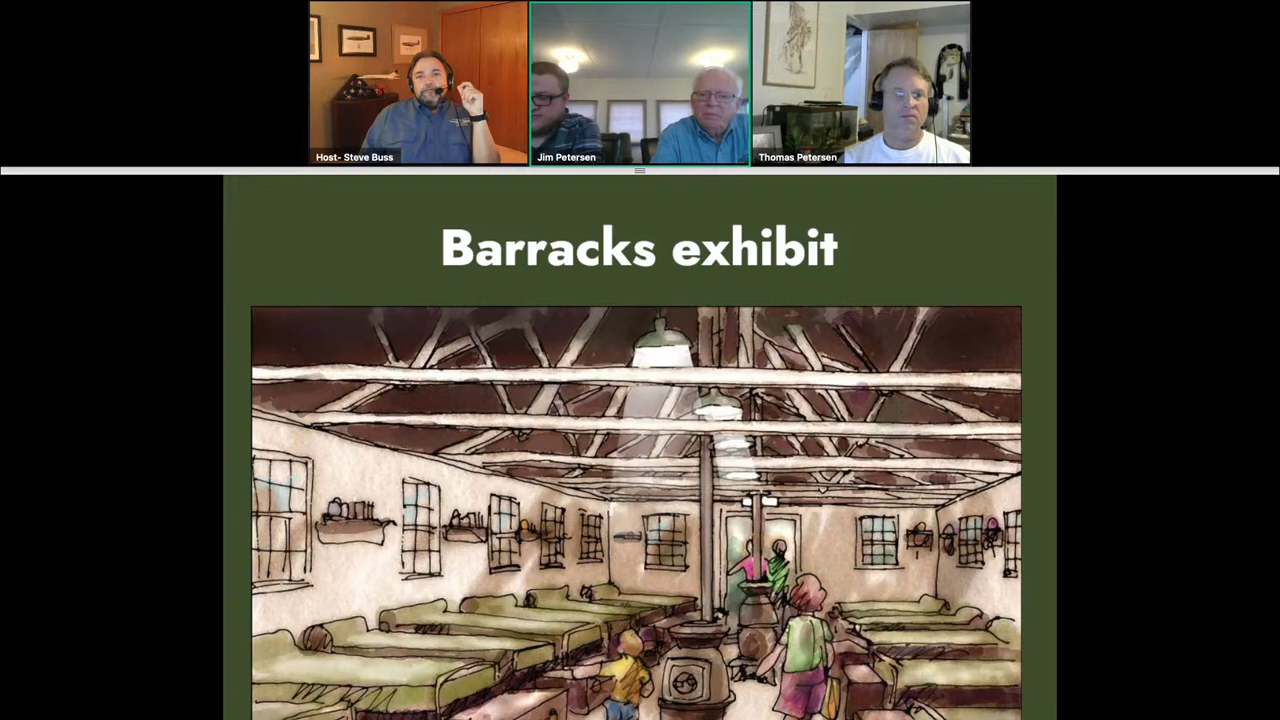 Host- Steve Buss
Jim Petersen
Thomas Petersen
Barracks exhibit